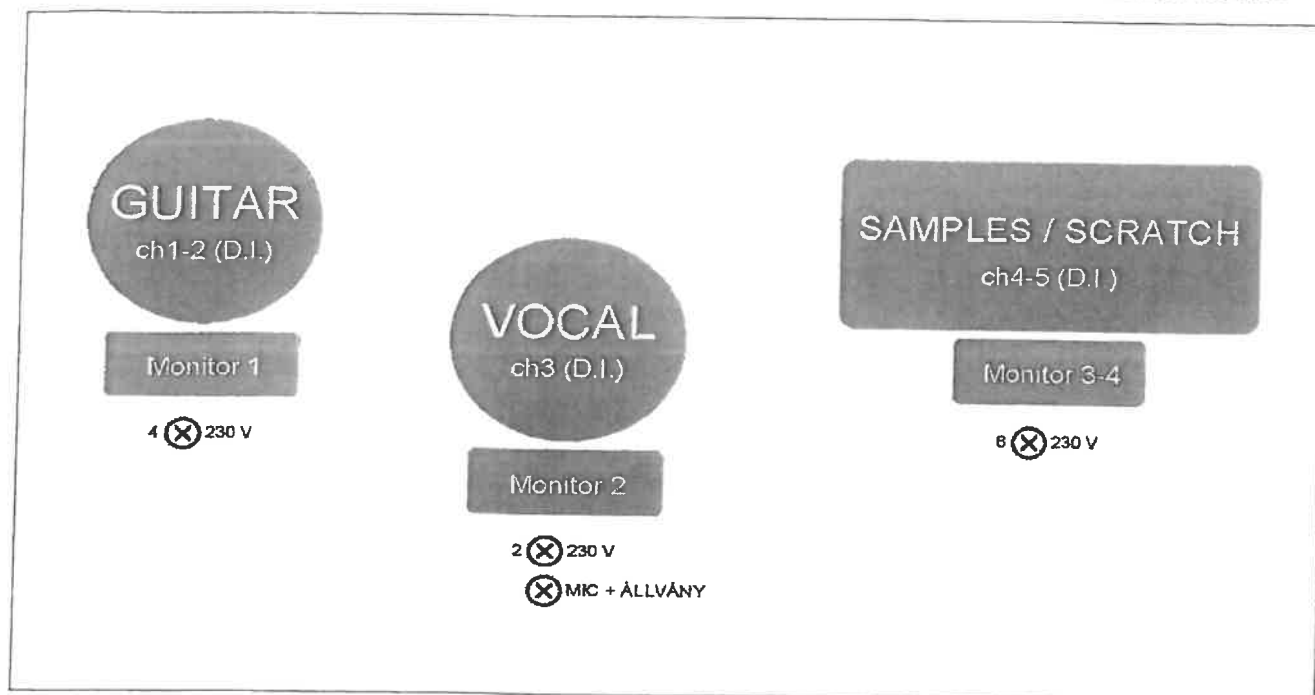 GUITAR
ch1-2 (D.I.)
Monitor 1
4 230 V
VOCAL
ch3 (D.I.)
Monitor 2
2 230 V
MIC + ÁLLVÁNY
SAMPLES / SCRATCH
ch4-5 (D.I.)
Monitor 3-4
6 230 V